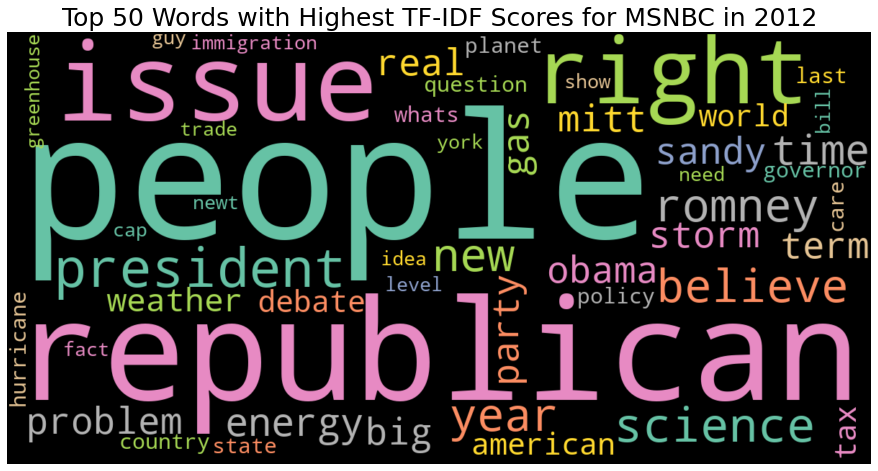 Top 50 Words with Highest TF-IDF Scores for MSNBC in 2012
greenhouse
guy
immigration
issue
real
planet
question
right
show
last
whats
mitt
world
bill
trade
york
gas
people
sandy
time
need
governor
newt
romney
care
cap
storm
term
president
new
idea
level
obama
policy
believe
weather
debate
party
hurricane
republican
fact
problem
energy
big
year
science
tax
country
state
american